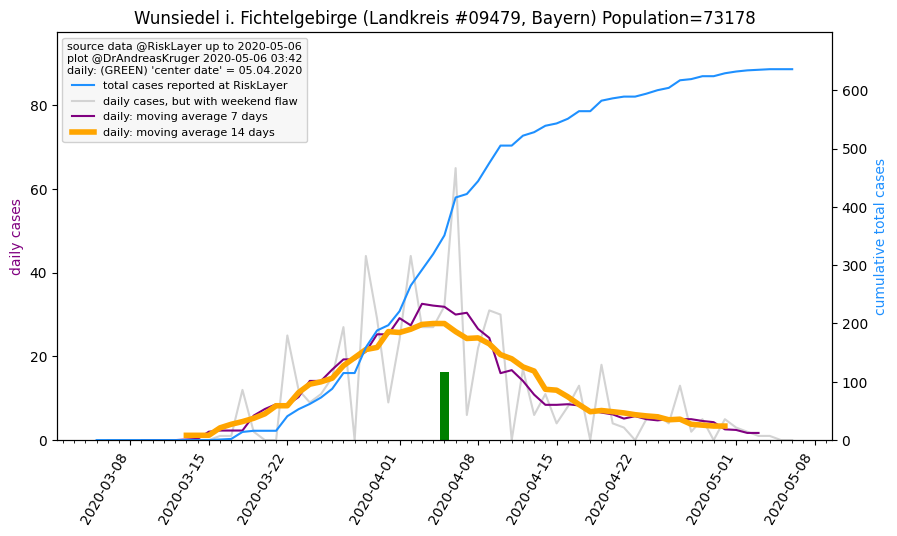 Wunsiedel i. Fichtelgebirge (Landkreis #09479, Bayern) Population=73178
source data @RiskLayer up to 2020-05-06
plot @DrAndreasKruger 2020-05-06 03:42
daily: (GREEN) 'center date' = 05.04.2020
total cases reported at RiskLayer
daily cases, but with weekend flaw
daily: moving average 7 days
daily: moving average 14 days
daily cases
80
60
40
20
0
cumulative total cases
600
500
400
300
200
100
0
2020-03-08
2020-03-15
2020-03-22
2020-04-01
2020-04-08
2020-04-15
2020-04-22
2020-05-01
2020-05-08